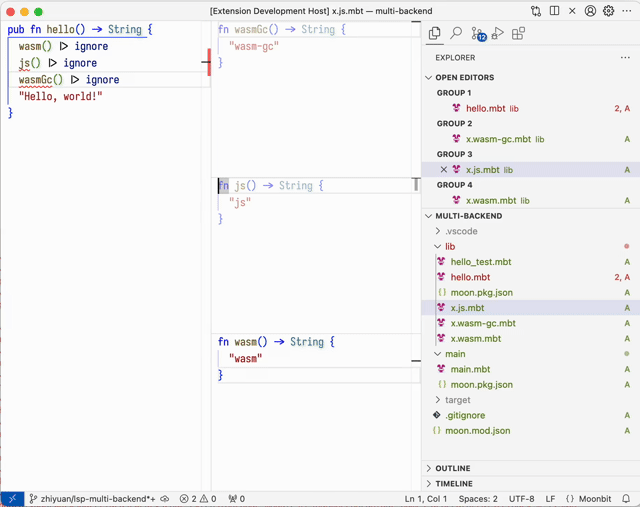 [Extension Development Host] x.js.mbt — multi-backend
pub fn hello() -> String {
wasm() |> ignore
js() |> ignore
wasmGc() |> ignore
"Hello, world!"
}
fn wasmGc() -> String {
"wasm-gc"
}
fn js() -> String {
"js"
}
fn wasm() -> String {
"wasm"
}
12
EXPLORER
OPEN EDITORS
GROUP 1
hello.mbt lib 2, A
GROUP 2
x.wasm-gc.mbt lib A
GROUP 3
x.js.mbt lib A
GROUP 4
x.wasm.mbt lib A
MULTI-BACKEND
.vscode
lib
hello_test.mbt A
hello.mbt 2, A
moon.pkg.json A
x.js.mbt A
x.wasm-gc.mbt A
x.wasm.mbt A
main
main.mbt A
moon.pkg.json A
target
.gitignore A
moon.mod.json A
OUTLINE
TIMELINE
zhiyuan/lsp-multi-backend*+ 2 0 0 Ln 1, Col 1 Spaces: 2 UTF-8 LF {} Moonbit